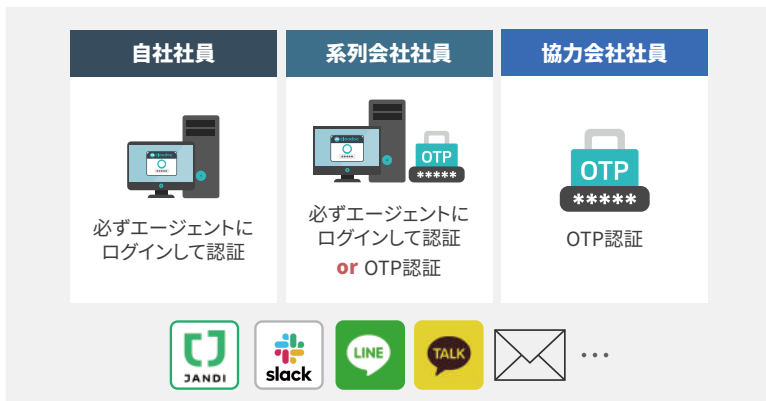 自社社員
系列会社社員
協力会社社員
OTP
*****
OTP
*****
必ずエージェントに
ログインして認証
必ずエージェントに
ログインして認証
or OTP認証
OTP認証
JANDI
slack
LINE
TALK
...